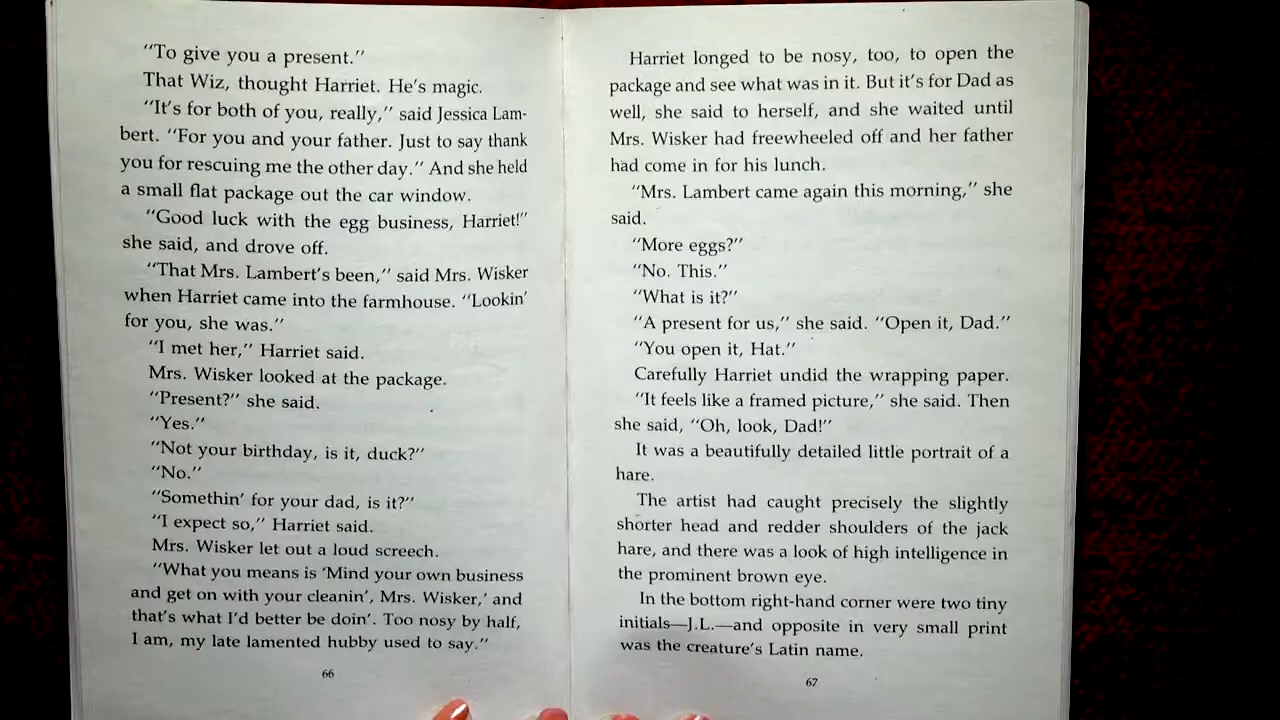 “To give you a present.”
That Wiz, thought Harriet. He’s magic.
“It’s for both of you, really,” said Jessica Lam-
bert. “For you and your father. Just to say thank
you for rescuing me the other day.” And she held
a small flat package out the car window.
“Good luck with the egg business, Harriet!”
she said, and drove off.
“That Mrs. Lambert’s been,” said Mrs. Wisker
when Harriet came into the farmhouse. “Lookin’
for you, she was.”
“I met her,” Harriet said.
Mrs. Wisker looked at the package.
“Present?” she said.
“Yes.”
“Not your birthday, is it, duck?”
“No.”
“Somethin’ for your dad, is it?”
“I expect so,” Harriet said.
Mrs. Wisker let out a loud screech.
“What you means is ‘Mind your own business
and get on with your cleanin’, Mrs. Wisker,’ and
that’s what I’d better be doin’. Too nosy by half,
I am, my late lamented hubby used to say.”
66
Harriet longed to be nosy, too, to open the
package and see what was in it. But it’s for Dad as
well, she said to herself, and she waited until
Mrs. Wisker had freewheeled off and her father
had come in for his lunch.
“Mrs. Lambert came again this morning,” she
said.
“More eggs?”
“No. This.”
“What is it?”
“A present for us,” she said. “Open it, Dad.”
“You open it, Hat.”
Carefully Harriet undid the wrapping paper.
“It feels like a framed picture,” she said. Then
she said, “Oh, look, Dad!”
It was a beautifully detailed little portrait of a
hare.
The artist had caught precisely the slightly
shorter head and redder shoulders of the jack
hare, and there was a look of high intelligence in
the prominent brown eye.
In the bottom right-hand corner were two tiny
initials—J.L.—and opposite in very small print
was the creature’s Latin name.
67